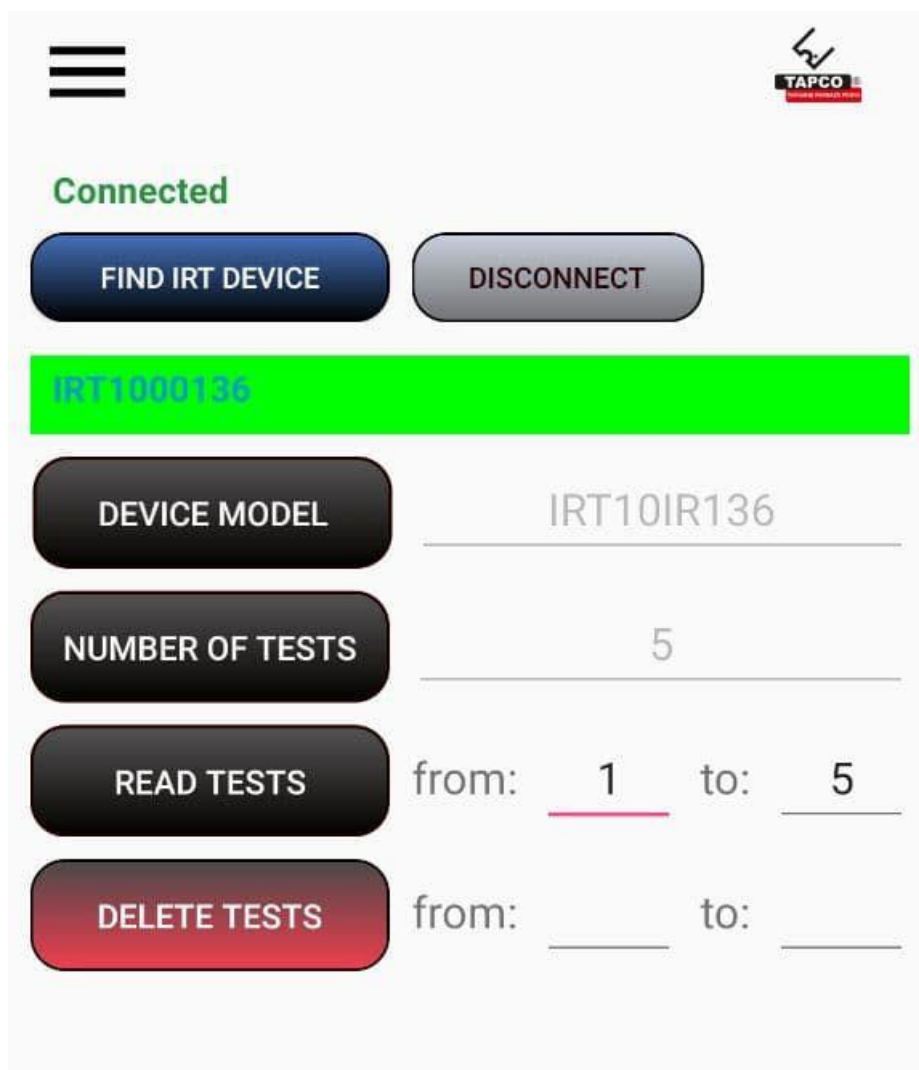 TAPCO
Connected
FIND IRT DEVICE DISCONNECT
IRT1000136
DEVICE MODEL IRT10IR136
NUMBER OF TESTS 5
READ TESTS from: 1 to: 5
DELETE TESTS from: to: